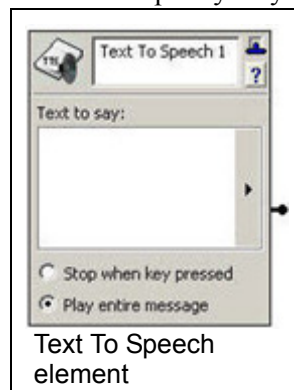 TTS
Text To Speech 1
?
Text to say:
Stop when key pressed
Play entire message
Text To Speech
element